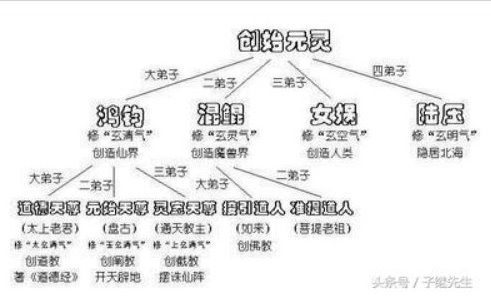 创始元灵
大弟子 二弟子 三弟子 四弟子
鸿钧 混鲲 女娲 陆压
修“玄清气” 修“玄灵气” 修“玄空气” 修“玄明气”
创造仙界 创造魔兽界 创造人类 隐居北海
大弟子 二弟子 三弟子 大弟子 二弟子
道德天尊 元始天尊 灵宝天尊 接引道人 准提道人
(太上老君) (盘古) (通天教主) (如来) (菩提老祖)
修“太幺清气” 修“玉幺清气” 修“上幺清气” 创佛教
创道教 创阐教 创截教
著《道德经》 开天辟地 摆诛仙阵
头条号 / 子鼹先生